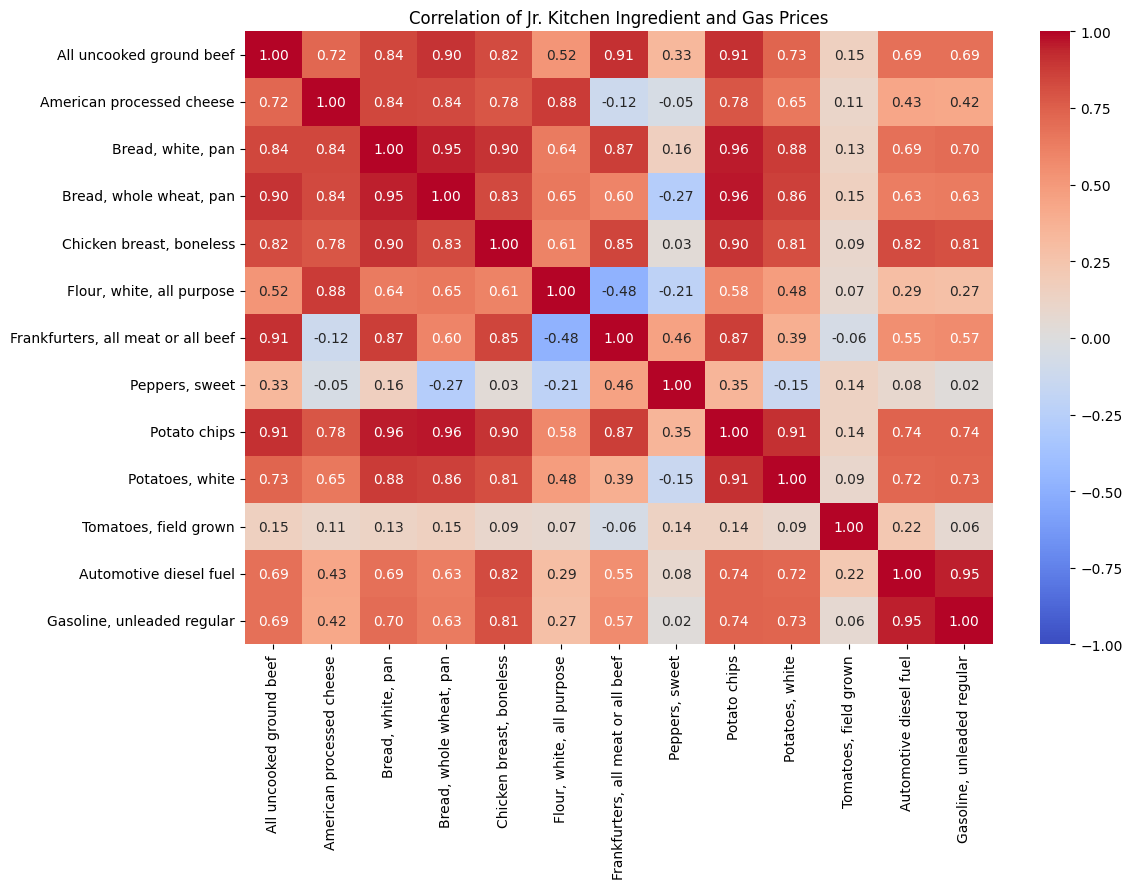 Correlation of Jr. Kitchen Ingredient and Gas Prices
All uncooked ground beef 1.00 0.72 0.84 0.90 0.82 0.52 0.91 0.33 0.91 0.73 0.15 0.69 0.69
American processed cheese 0.72 1.00 0.84 0.84 0.78 0.88 -0.12 -0.05 0.78 0.65 0.11 0.43 0.42
Bread, white, pan 0.84 0.84 1.00 0.95 0.90 0.64 0.87 0.16 0.96 0.88 0.13 0.69 0.70
Bread, whole wheat, pan 0.90 0.84 0.95 1.00 0.83 0.65 0.60 -0.27 0.96 0.86 0.15 0.63 0.63
Chicken breast, boneless 0.82 0.78 0.90 0.83 1.00 0.61 0.85 0.03 0.90 0.81 0.09 0.82 0.81
Flour, white, all purpose 0.52 0.88 0.64 0.65 0.61 1.00 -0.48 -0.21 0.58 0.48 0.07 0.29 0.27
Frankfurters, all meat or all beef 0.91 -0.12 0.87 0.60 0.85 -0.48 1.00 0.46 0.87 0.39 -0.06 0.55 0.57
Peppers, sweet 0.33 -0.05 0.16 -0.27 0.03 -0.21 0.46 1.00 0.35 -0.15 0.14 0.08 0.02
Potato chips 0.91 0.78 0.96 0.96 0.90 0.58 0.87 0.35 1.00 0.91 0.14 0.74 0.74
Potatoes, white 0.73 0.65 0.88 0.86 0.81 0.48 0.39 -0.15 0.91 1.00 0.09 0.72 0.73
Tomatoes, field grown 0.15 0.11 0.13 0.15 0.09 0.07 -0.06 0.14 0.14 0.09 1.00 0.22 0.06
Automotive diesel fuel 0.69 0.43 0.69 0.63 0.82 0.29 0.55 0.08 0.74 0.72 0.22 1.00 0.95
Gasoline, unleaded regular 0.69 0.42 0.70 0.63 0.81 0.27 0.57 0.02 0.74 0.73 0.06 0.95 1.00
All uncooked ground beef
American processed cheese
Bread, white, pan
Bread, whole wheat, pan
Chicken breast, boneless
Flour, white, all purpose
Frankfurters, all meat or all beef
Peppers, sweet
Potato chips
Potatoes, white
Tomatoes, field grown
Automotive diesel fuel
Gasoline, unleaded regular
1.00
0.75
0.50
0.25
0.00
−0.25
−0.50
−0.75
−1.00